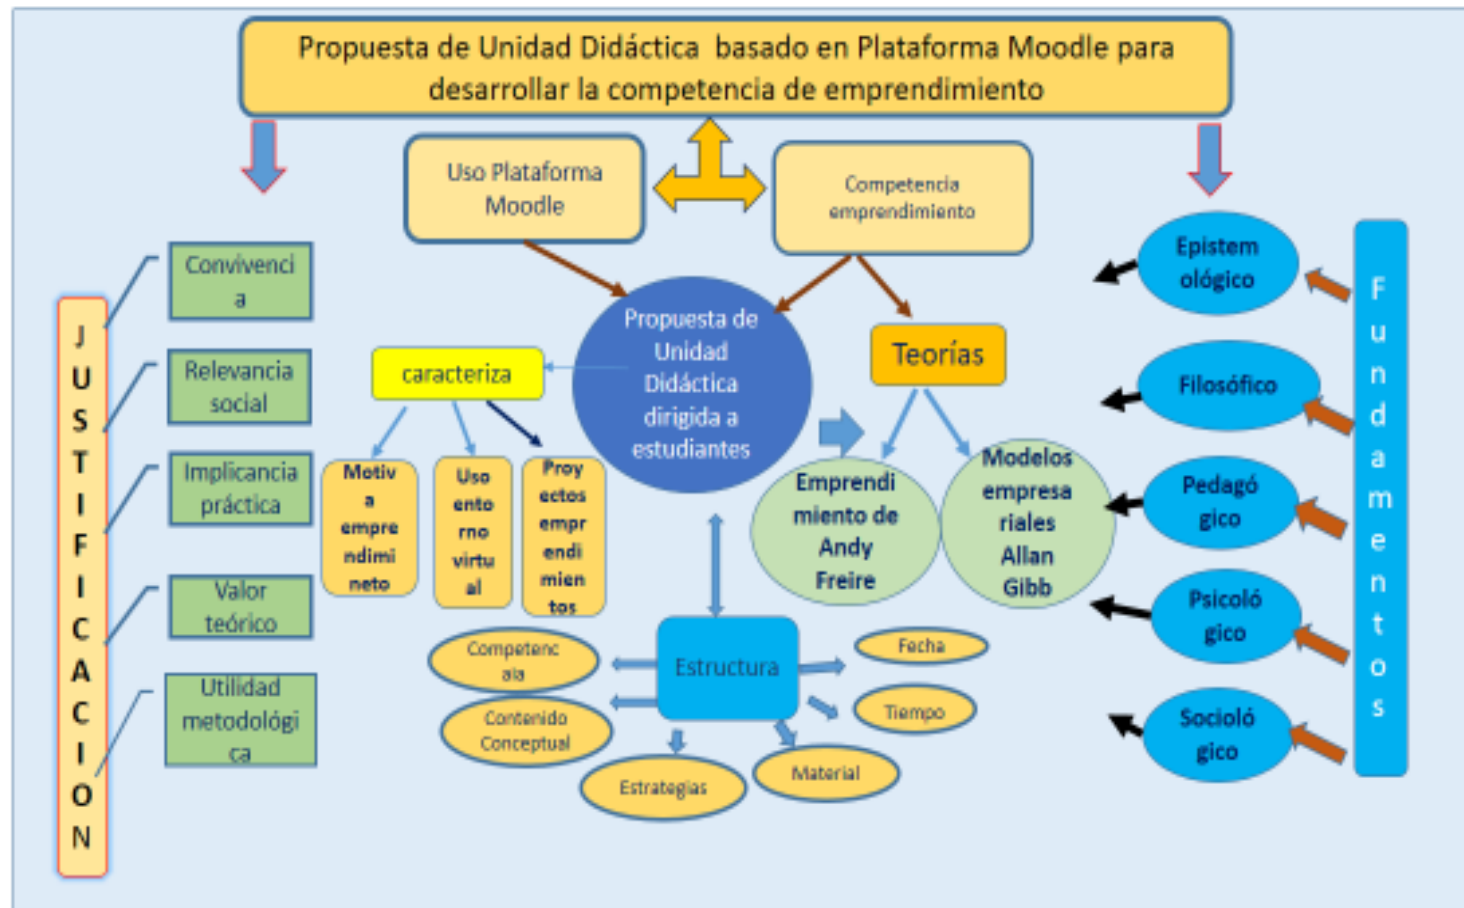 Propuesta de Unidad Didáctica basado en Plataforma Moodle para
desarrollar la competencia de emprendimiento
Uso Plataforma
Moodle
Competencia
emprendimiento
JUSTIFICACION
Convivenci
a
Relevancia
social
Implicancia
práctica
Valor
teórico
Utilidad
metodológi
ca
Propuesta de
Unidad
Didáctica
dirigida a
estudiantes
caracteriza
Motiv
a
empre
ndimi
neto
Uso
ento
rno
virtu
al
Proy
ectos
empr
endi
mien
tos
Teorías
Emprendi
miento de
Andy
Freire
Modelos
empresa
riales
Allan
Gibb
Estructura
Competenc
aia
Contenido
Conceptual
Estrategias
Material
Tiempo
Fecha
Epistem
ológico
Filosófico
Pedagó
gico
Psicoló
gico
Socioló
gico
Fundamentos